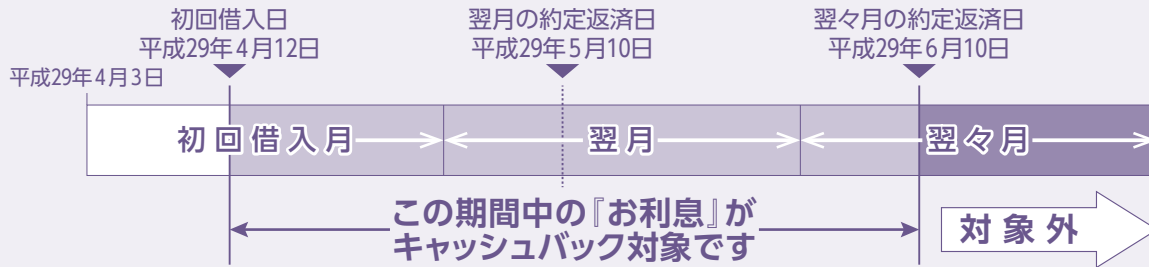 初回借入日
平成29年4月12日
翌月の約定返済日
平成29年5月10日
翌々月の約定返済日
平成29年6月10日
平成29年4月3日
初回借入月
翌月
翌々月
この期間中の『お利息』が
キャッシュバック対象です
対象外